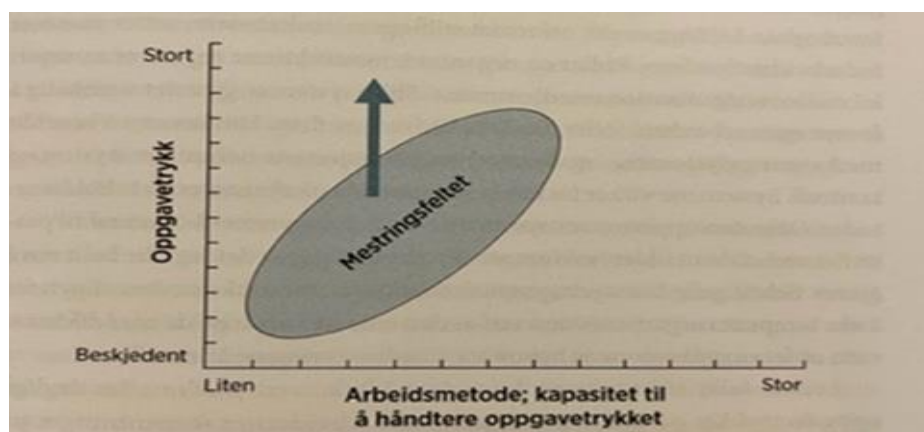 Stort
Oppgavetrykk
Mestringsfeltet
Beskjedent
Liten
Stor
Arbeidsmetode; kapasitet til
å håndtere oppgavetrykket